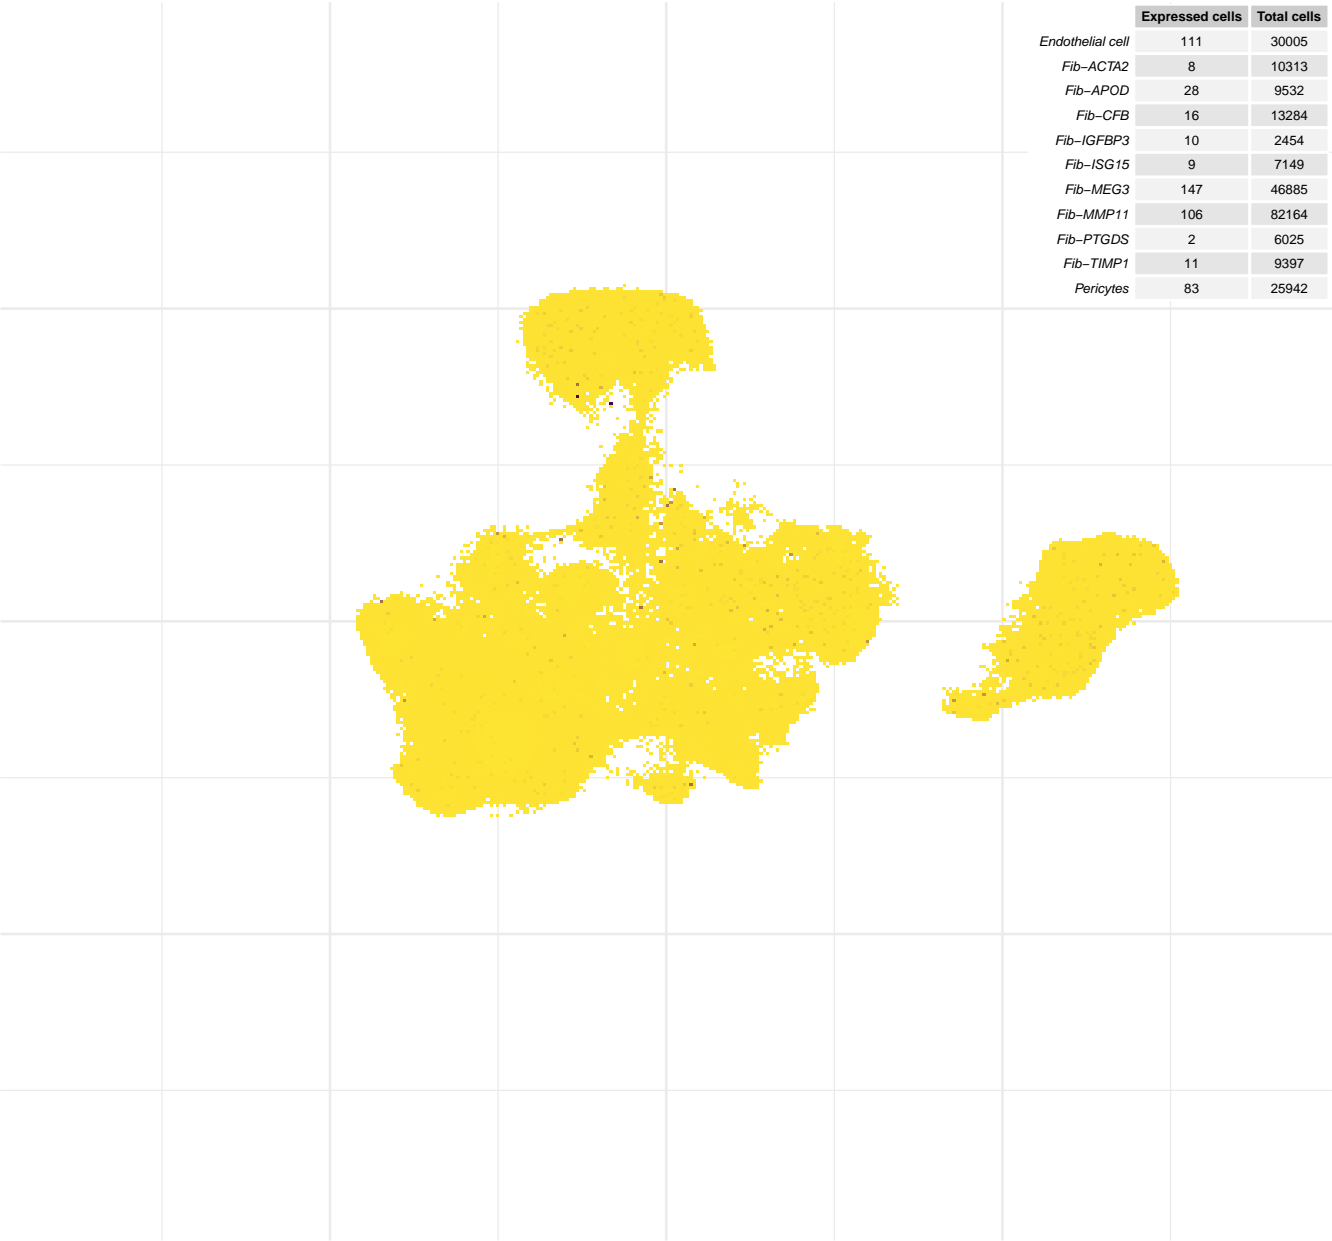 Expressed cells Total cells
Endothelial cell 111 30005
Fib−ACTA2 8 10313
Fib−APOD 28 9532
Fib−CFB 16 13284
Fib−IGFBP3 10 2454
Fib−ISG15 9 7149
Fib−MEG3 147 46885
Fib−MMP11 106 82164
Fib−PTGDS 2 6025
Fib−TIMP1 11 9397
Pericytes 83 25942